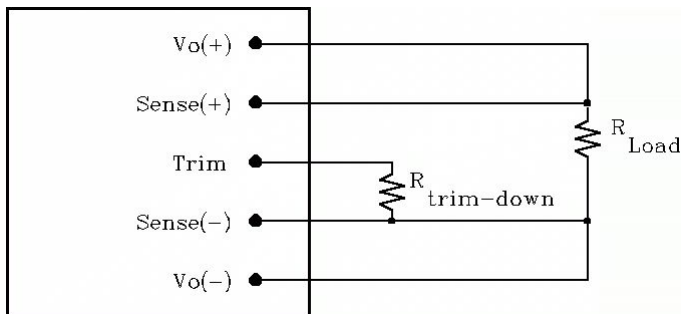 Vo(+)
Sense(+)
R
Load
Trim
R
trim-down
Sense(-)
Vo(-)